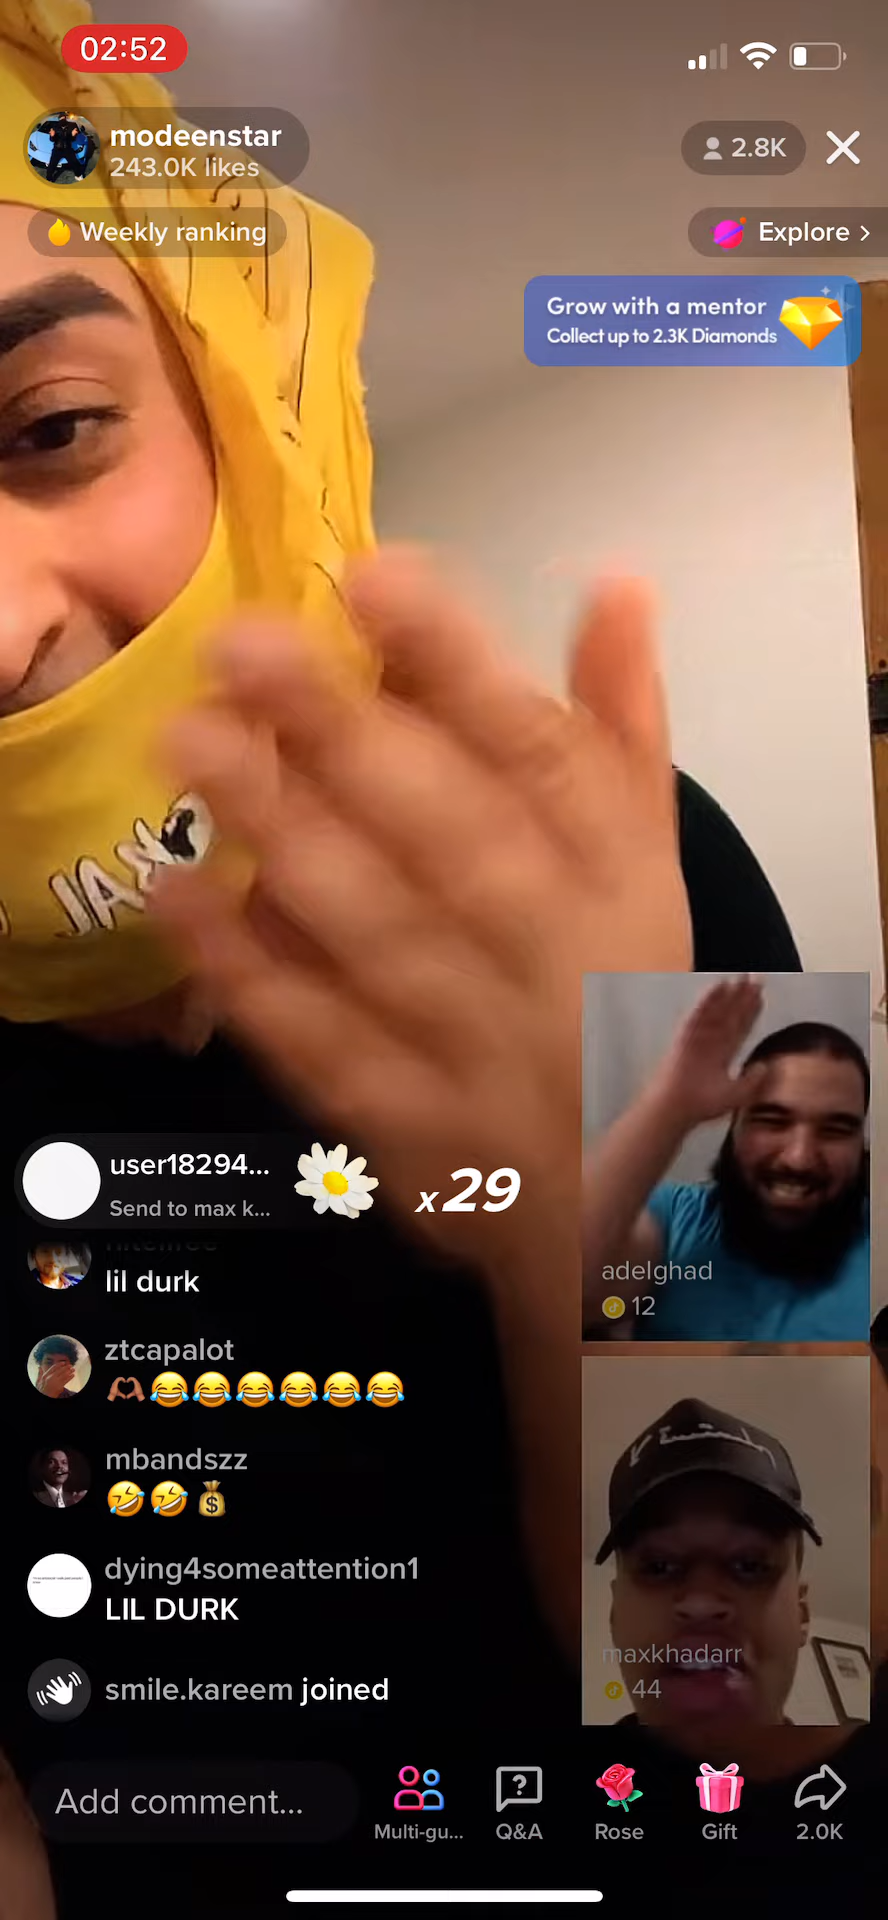 02:52
modeenstar
243.0K likes
2.8K
Weekly ranking
Explore >
Grow with a mentor
Collect up to 2.3K Diamonds
user18294...
Send to max k...
x29
lil durk
ztcapalot
mbandszz
dying4someattention1
LIL DURK
smile.kareem joined
adelghad
12
maxkhadarr
44
Add comment...
Multi-gu...
Q&A
Rose
Gift
2.0K